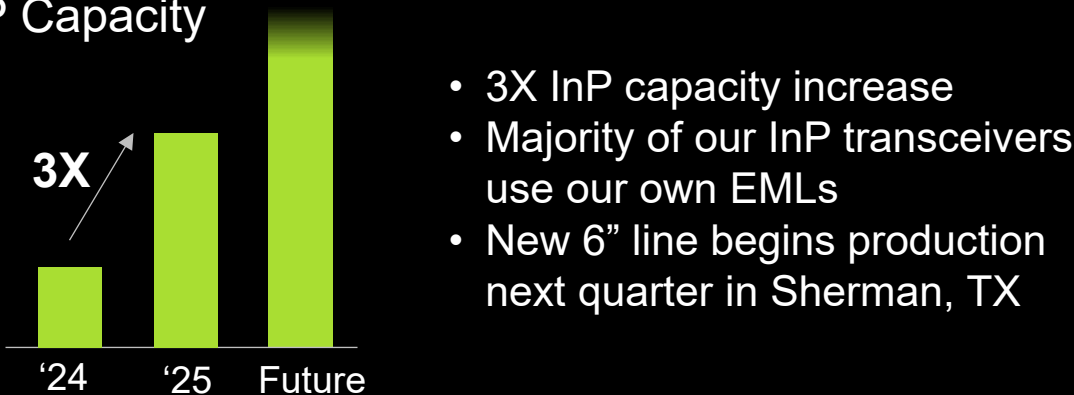 P Capacity
3X
‘24 ‘25 Future
• 3X InP capacity increase
• Majority of our InP transceivers
use our own EMLs
• New 6” line begins production
next quarter in Sherman, TX